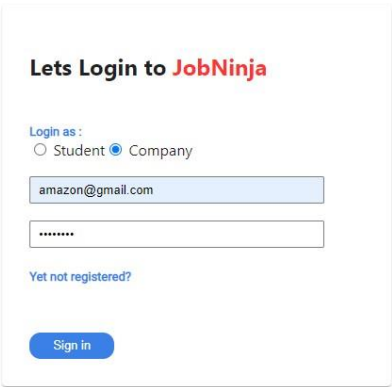 Lets Login to JobNinja
Login as :
Student Company
amazon@gmail.com
••••••••
Yet not registered?
Sign in